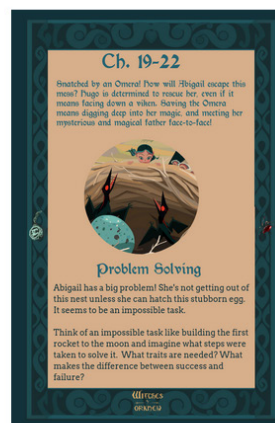 Ch. 19-22
Snatched by an Omera! How will Abigail escape this
mess? Hugo is determined to rescue her, even if it
means facing down a viken. Saving the Omera
means digging deep into her magic, and meeting her
mysterious and magical father face-to-face!
Problem Solving
Abigail has a big problem! She's not getting out of
this nest unless she can hatch this stubborn egg.
It seems to be an impossible task.
Think of an impossible task like building the first
rocket to the moon and imagine what steps were
taken to solve it. What traits are needed? What
makes the difference between success and
failure?
Witches
of
Orkney